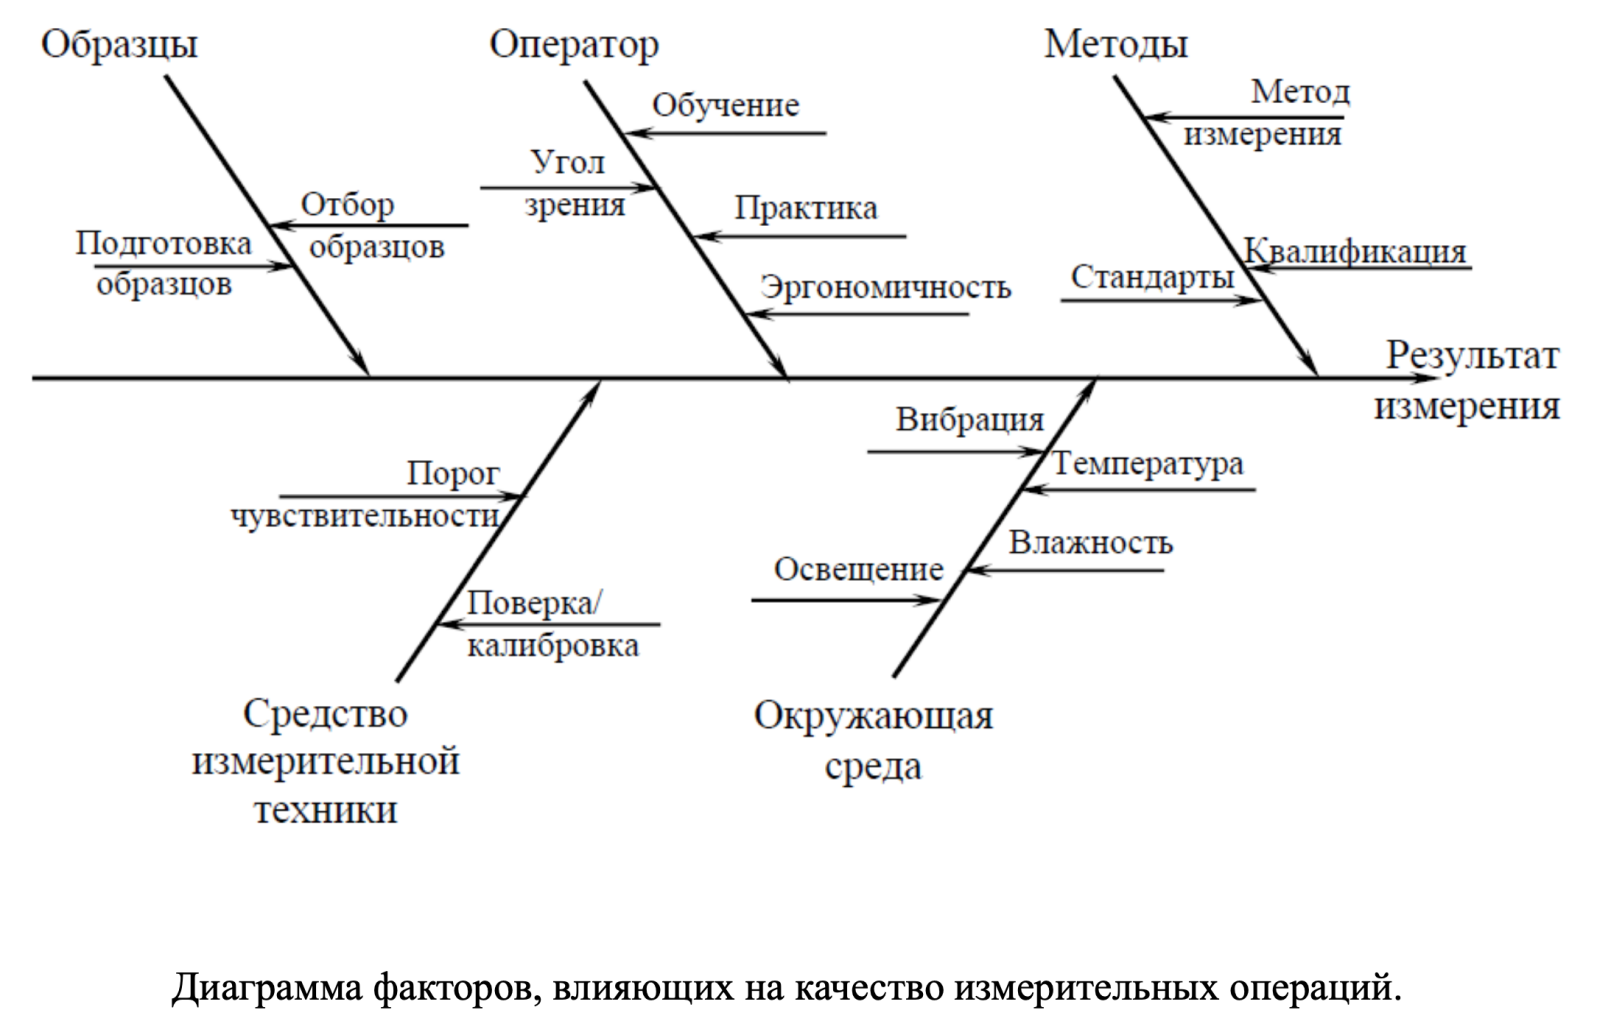 Образцы
Оператор
Методы
Обучение
Метод
измерения
Угол
зрения
Отбор
образцов
Практика
Подготовка
образцов
Квалификация
Стандарты
Эргономичность
Результат
измерения
Вибрация
Порог
чувствительности
Температура
Влажность
Освещение
Поверка/
калибровка
Средство
измерительной
техники
Окружающая
среда
Диаграмма факторов, влияющих на качество измерительных операций.